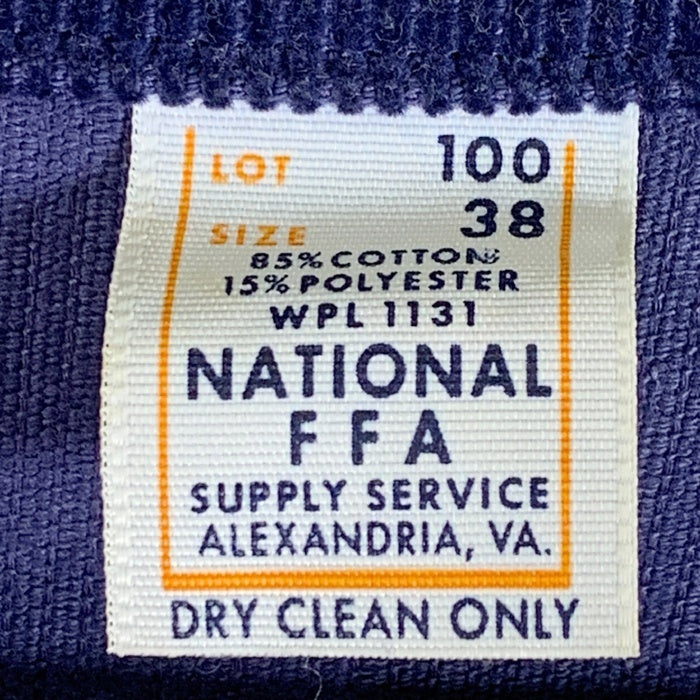 LOT 100
SIZE 38
85% COTTON
15% POLYESTER
WPL 1131
NATIONAL
FFA
SUPPLY SERVICE
ALEXANDRIA, VA.
DRY CLEAN ONLY